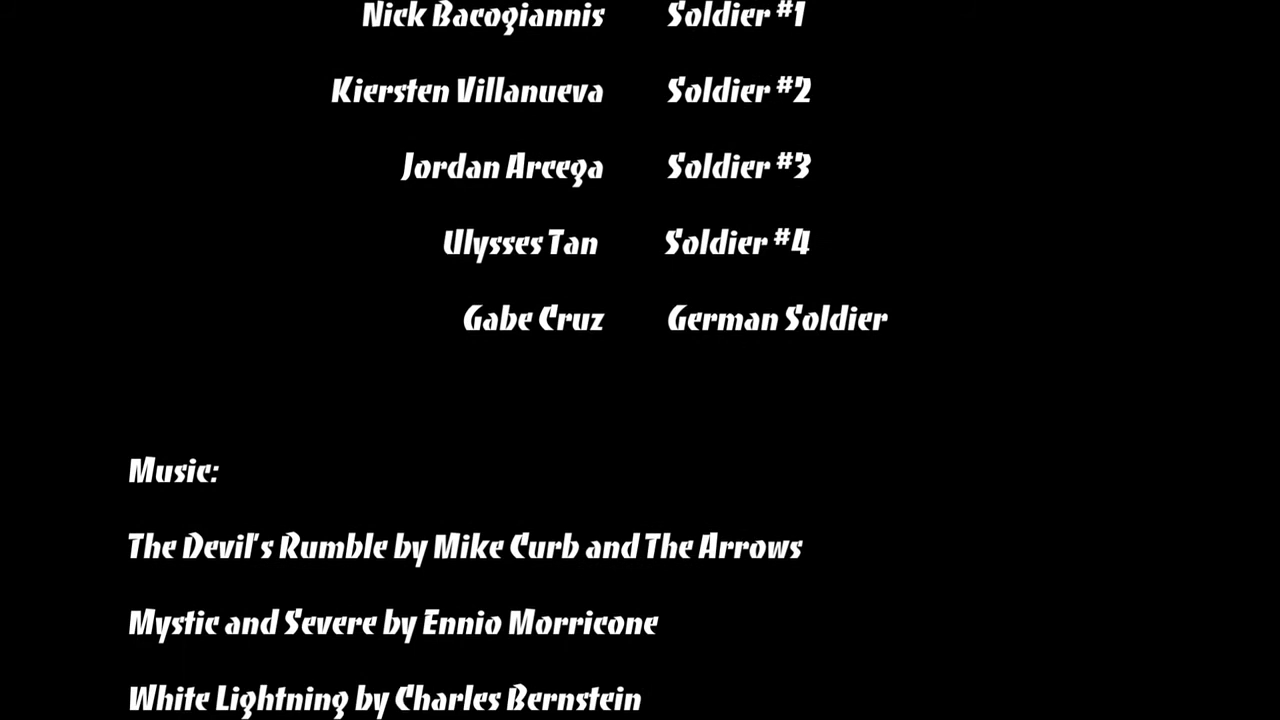 Nick Bacogiannis Soldier #1
Kiersten Villanueva Soldier #2
Jordan Arcega Soldier #3
Ulysses Tan Soldier #4
Gabe Cruz German Soldier
Music:
The Devil's Rumble by Mike Curb and The Arrows
Mystic and Severe by Ennio Morricone
White Lightning by Charles Bernstein